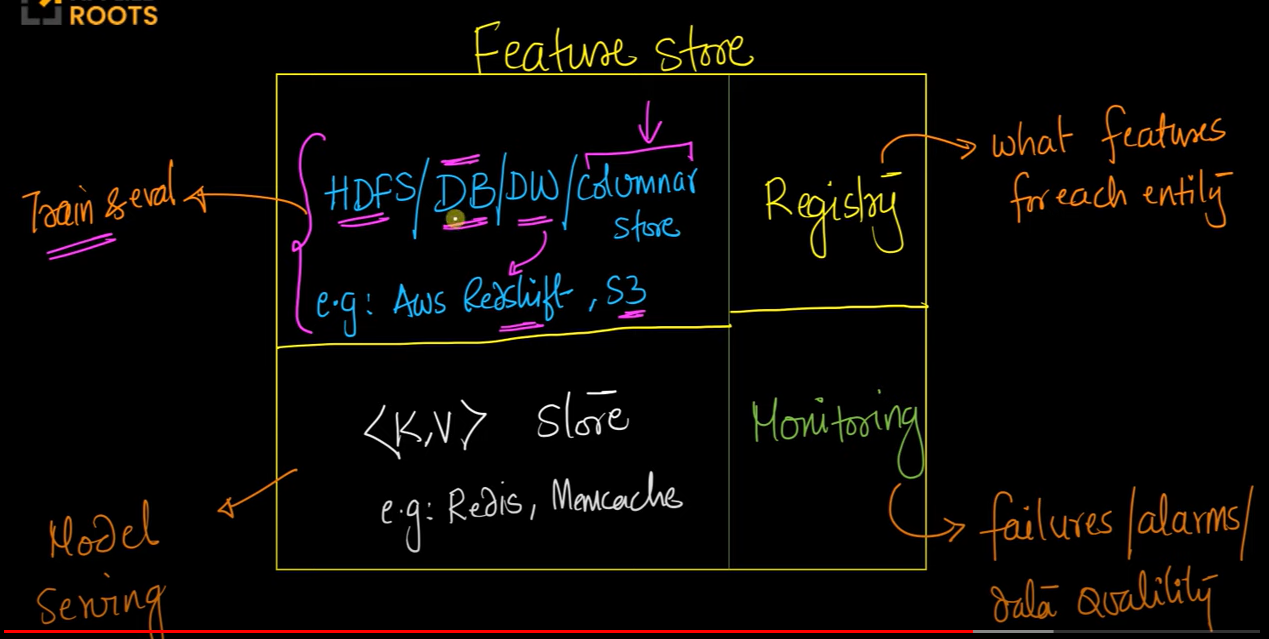 ROOTS
Feature store
HDFS/DB/DW/Columnar
store
e.g: Aws Redshift, S3
Train & eval
Registry
what features
for each entity
<K,V> Store
e.g: Redis, Memcache
Model
Serving
Monitoring
failures/alarms/
data Quality